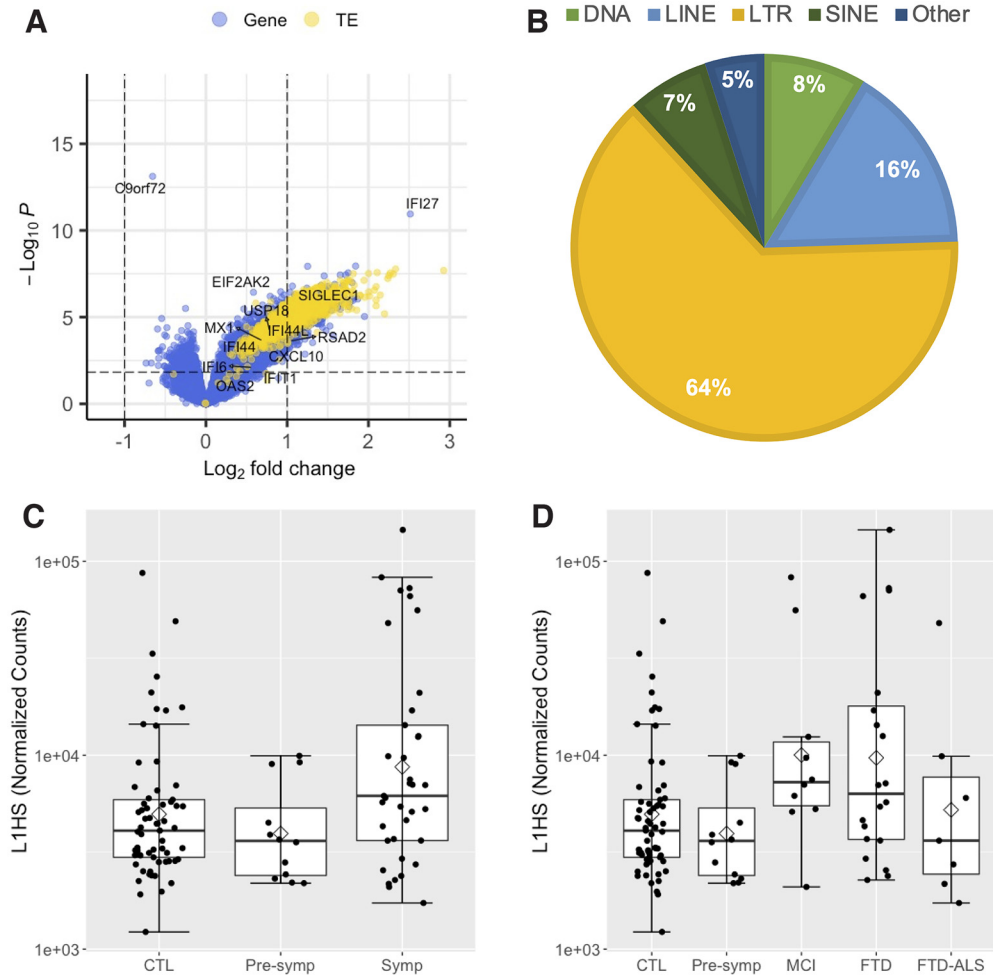 A
Gene
TE
− Log10 P
15
10
5
0
C9orf72
IFI27
EIF2AK2
SIGLEC1
USP18
MX1
IFI44L
RSAD2
IFI44
CXCL10
IFI6
IFIT1
OAS2
-1
0
1
2
3
Log2 fold change
B
DNA
LINE
LTR
SINE
Other
5%
8%
7%
16%
64%
C
L1HS (Normalized Counts)
1e+05
1e+04
1e+03
CTL
Pre-symp
Symp
D
L1HS (Normalized Counts)
1e+05
1e+04
1e+03
CTL
Pre-symp
MCI
FTD
FTD-ALS